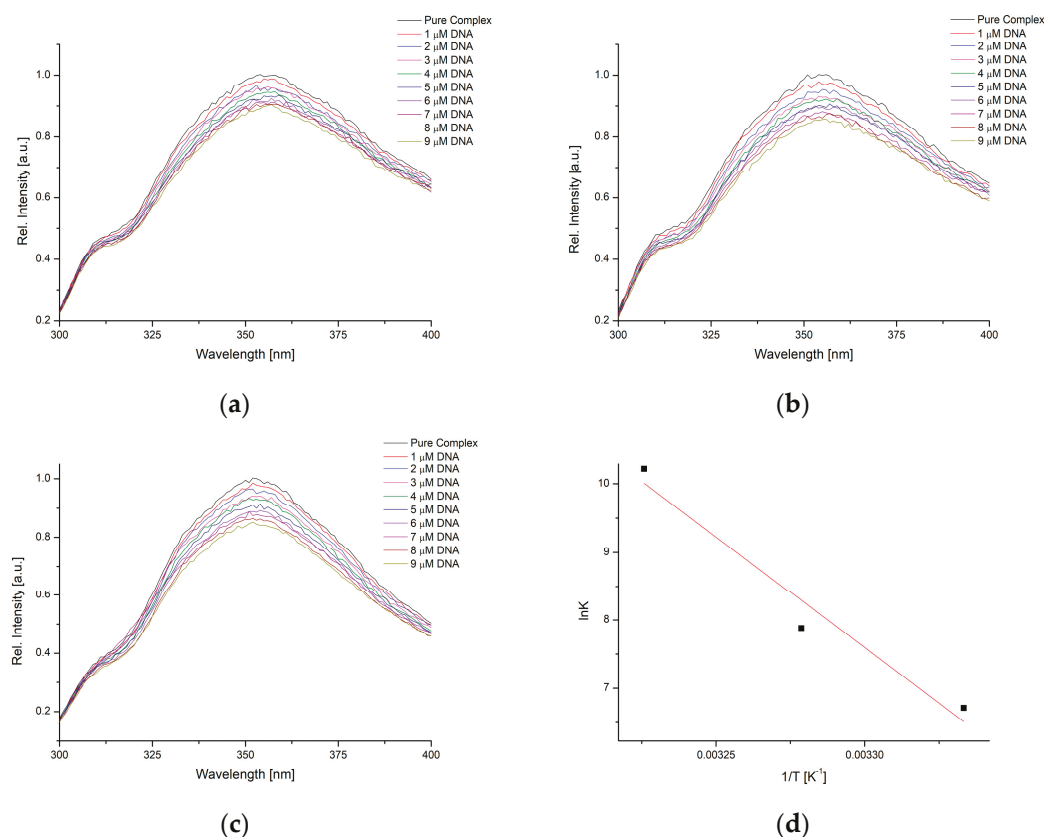 Pure Complex
1 μM DNA
2 μM DNA
3 μM DNA
4 μM DNA
5 μM DNA
6 μM DNA
7 μM DNA
8 μM DNA
9 μM DNA
1.0
0.8
0.6
0.4
0.2
Rel. Intensity [a.u.]
300
325
350
375
400
Wavelength [nm]
(a)
Pure Complex
1 μM DNA
2 μM DNA
3 μM DNA
4 μM DNA
5 μM DNA
6 μM DNA
7 μM DNA
8 μM DNA
9 μM DNA
1.0
0.8
0.6
0.4
0.2
Rel. Intensity [a.u.]
300
325
350
375
400
Wavelength [nm]
(b)
Pure Complex
1 μM DNA
2 μM DNA
3 μM DNA
4 μM DNA
5 μM DNA
6 μM DNA
7 μM DNA
8 μM DNA
9 μM DNA
1.0
0.8
0.6
0.4
0.2
Rel. Intensity [a.u.]
300
325
350
375
400
Wavelength [nm]
(c)
10
9
8
7
lnK
0.00325
0.00330
1/T [K⁻¹]
(d)